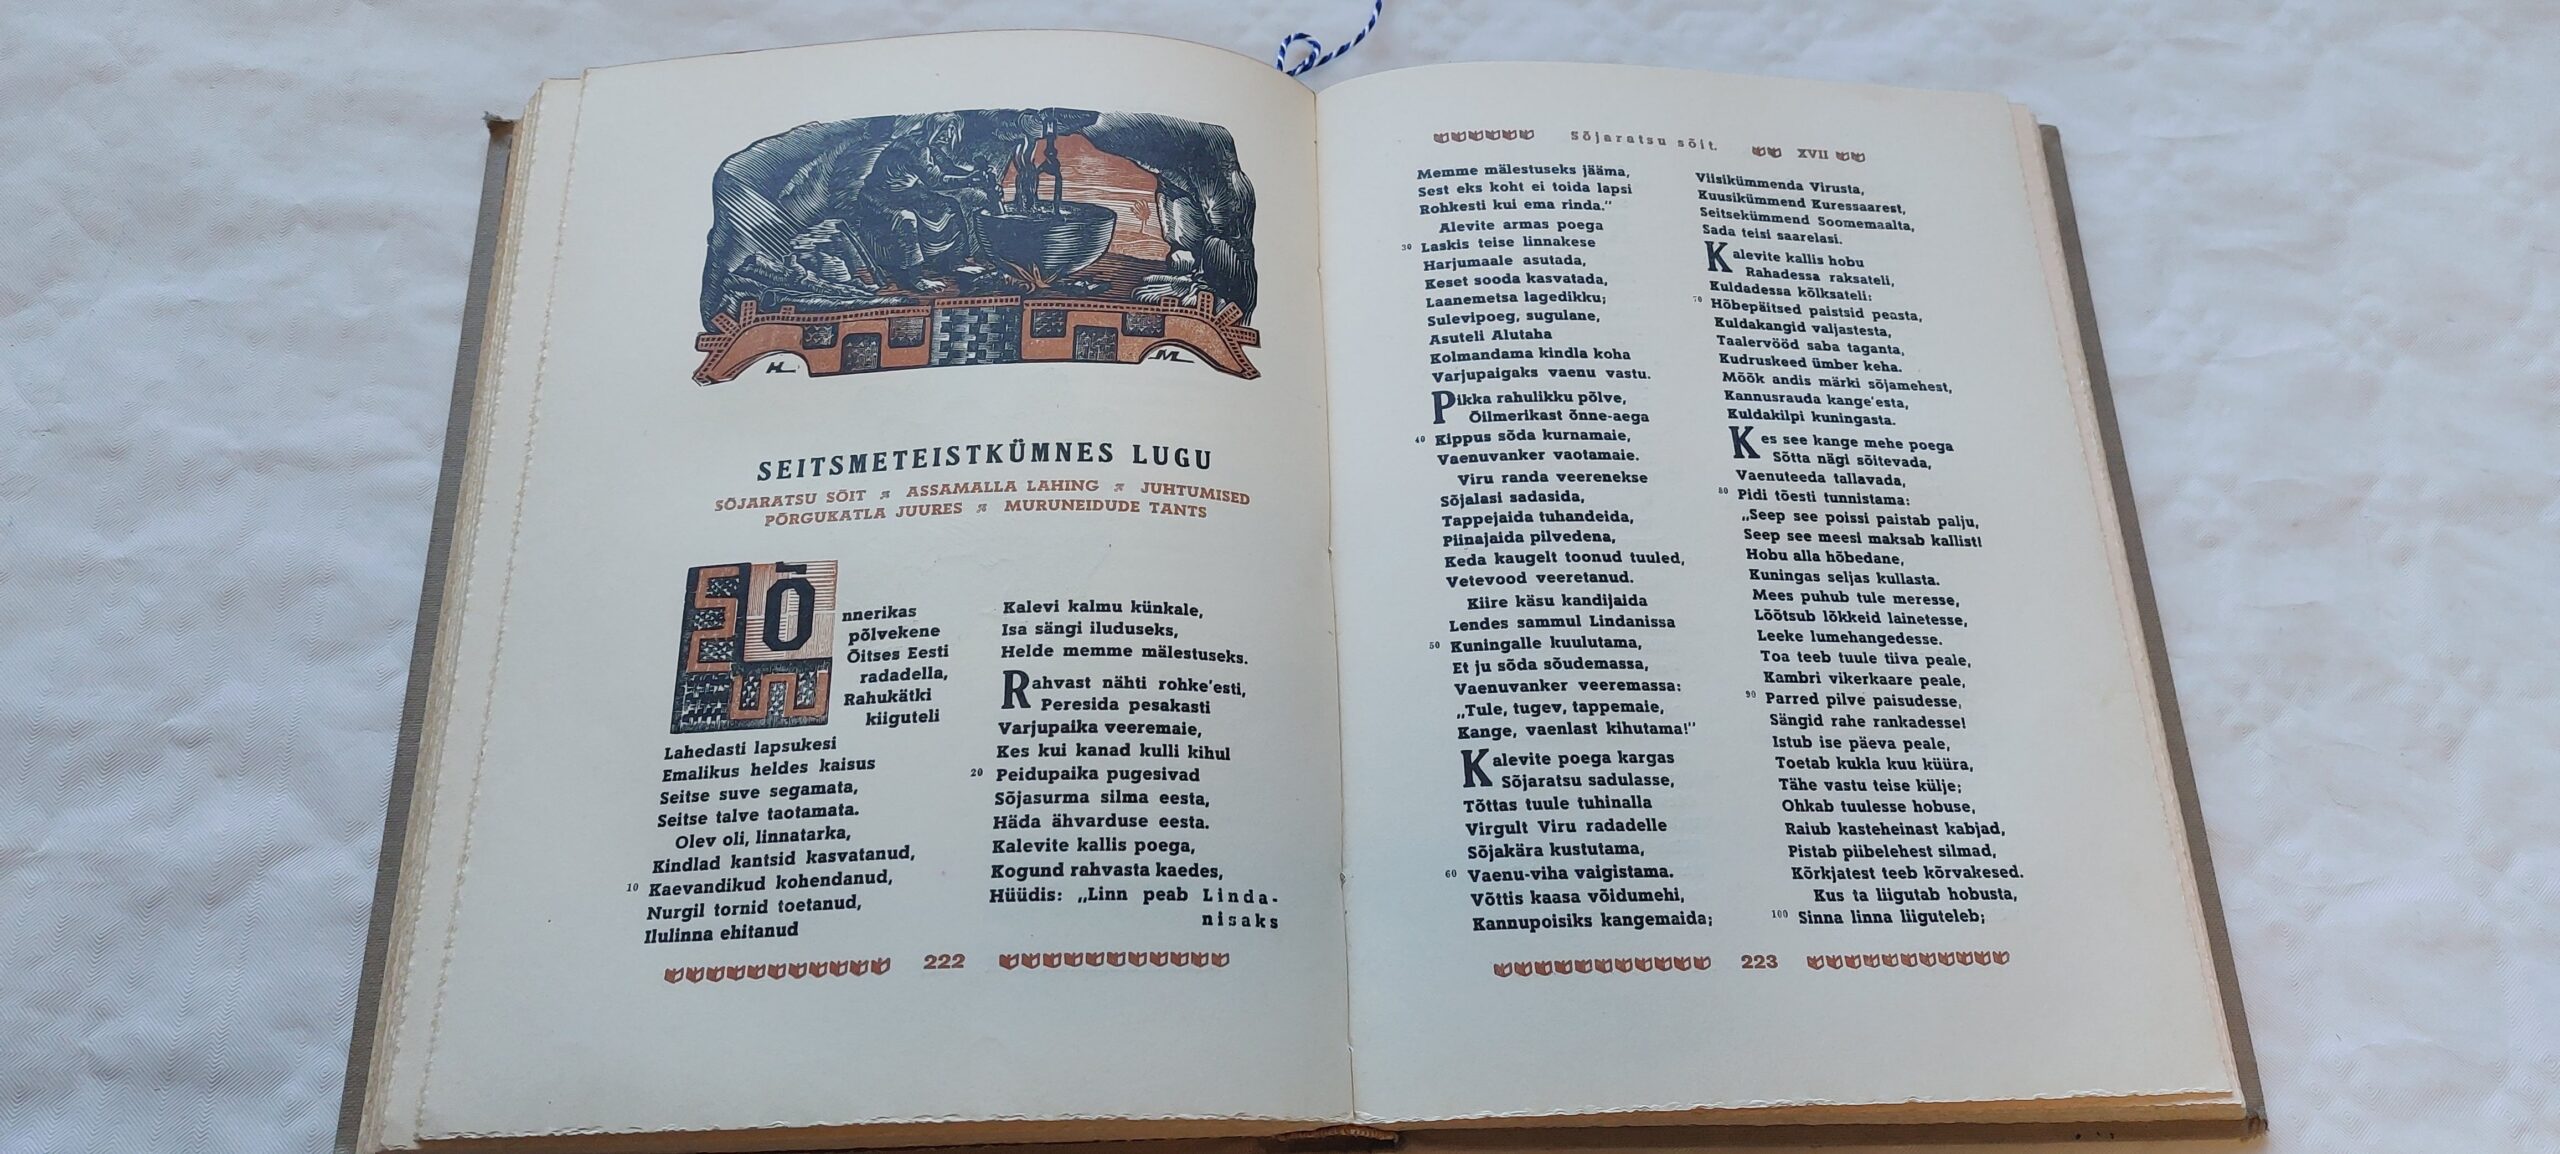 SEITSMETEISTKÜMNES LUGU
SÕJARATSU SÕIT ASSAMALLA LAHING JUHTUMISED
PÕRGUKATLA JUURES MURUNEIDUDE TANTS
Õnnerikas
põlvekene
Õitses Eesti
radadella,
Rahukätki
kiiguteli
Lahedasti lapsukesi
Emalikus heldes kaisus
Seitse suve segamata,
Seitse talve taotamata.
Olev oli, linnatarka,
Kindlad kantsid kasvatanud,
10 Kaevandikud kohendanud,
Nurgil tornid toetanud,
Ilulinna ehitanud
Kalevi kalmu künkale,
Isa sängi iluduseks,
Helde memme mälestuseks.
Rahvast nähti rohke'esti,
Peresida pesakasti
Varjupaika veeremaie,
Kes kui kanad kulli kihul
20 Peidupaika pugesivad
Sõjasurma silma eesta,
Häda ähvarduse eesta.
Kalevite kallis poega,
Kogund rahvasta kaedes,
Hüüdis: „Linn peab Linda-
nisaks
222
Sõjaratsu sõit. XVII
Memme mälestuseks jääma,
Sest eks koht ei toida lapsi
Rohkesti kui ema rinda."
Alevite armas poega
30 Laskis teise linnakese
Harjumaale asutada,
Keset sooda kasvatada,
Laanemetsa lagedikku;
Sulevipoeg, sugulane,
Asuteli Alutaha
Kolmandama kindla koha
Varjupaigaks vaenu vastu.
Pikka rahulikku põlve,
Õilmerikast õnne-aega
40 Kippus sõda kurnamaie,
Vaenuvanker vaotamaie.
Viru randa veerenekse
Sõjalasi sadasida,
Tappejaida tuhandeida,
Piinajaida pilvedena,
Keda kaugelt toonud tuuled,
Vetevood veeretanud.
Kiire käsu kandijaida
Lendes sammul Lindanissa
50 Kuningalle kuulutama,
Et ju sõda sõudemassa,
Vaenuvanker veeremassa:
„Tule, tugev, tappemaie,
Kange, vaenlast kihutama!"
Kalevite poega kargas
Sõjaratsu sadulasse,
Tõttas tuule tuhinalla
Virgult Viru radadelle
Sõjakära kustutama,
60 Vaenu-viha vaigistama.
Võttis kaasa võidumehi,
Kannupoisiks kangemaida;
Viisikümmenda Virusta,
Kuusikümmend Kuressaarest,
Seitsekümmend Soomemaalta,
Sada teisi saarelasi.
Kalevite kallis hobu
Rahadessa raksateli,
Kuldadessa kõlksateli:
70 Hõbepäitsed paistsid peasta,
Kuldakangid valjastesta,
Taalervööd saba taganta,
Kudruskeed ümber keha.
Mõõk andis märki sõjamehest,
Kannusrauda kange'esta,
Kuldakilpi kuningasta.
Kes see kange mehe poega
Sõtta nägi sõitevada,
Vaenuteeda tallavada,
80 Pidi tõesti tunnistama:
„Seep see poissi paistab palju,
Seep see meesi maksab kallist!
Hobu alla hõbedane,
Kuningas seljas kullasta.
Mees puhub tule meresse,
Lõõtsub lõkkeid lainetesse,
Leeke lumehangedesse.
Toa teeb tuule tiiva peale,
Kambri vikerkaare peale,
90 Parred pilve paisudesse,
Sängid rahe rankadesse!
Istub ise päeva peale,
Toetab kukla kuu küüra,
Tähe vastu teise külje;
Ohkab tuulesse hobuse,
Raiub kasteheinast kabjad,
Pistab piibelehest silmad,
Kõrkjatest teeb kõrvakesed.
Kus ta liigutab hobusta,
100 Sinna linna liiguteleb;
223